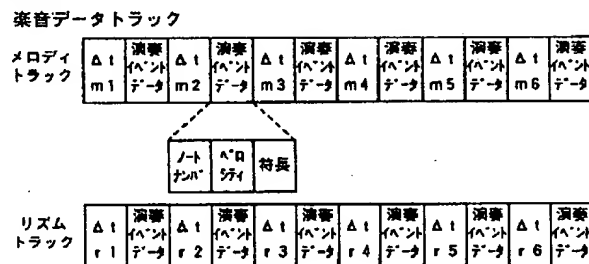 楽音データトラック
メロディ
トラック
Δt m1 演奏イベントデータ Δt m2 演奏イベントデータ Δt m3 演奏イベントデータ Δt m4 演奏イベントデータ Δt m5 演奏イベントデータ Δt m6 演奏イベントデータ
ノートナンバ ベロシティ 符長
リズム
トラック
Δt r1 演奏イベントデータ Δt r2 演奏イベントデータ Δt r3 演奏イベントデータ Δt r4 演奏イベントデータ Δt r5 演奏イベントデータ Δt r6 演奏イベントデータ